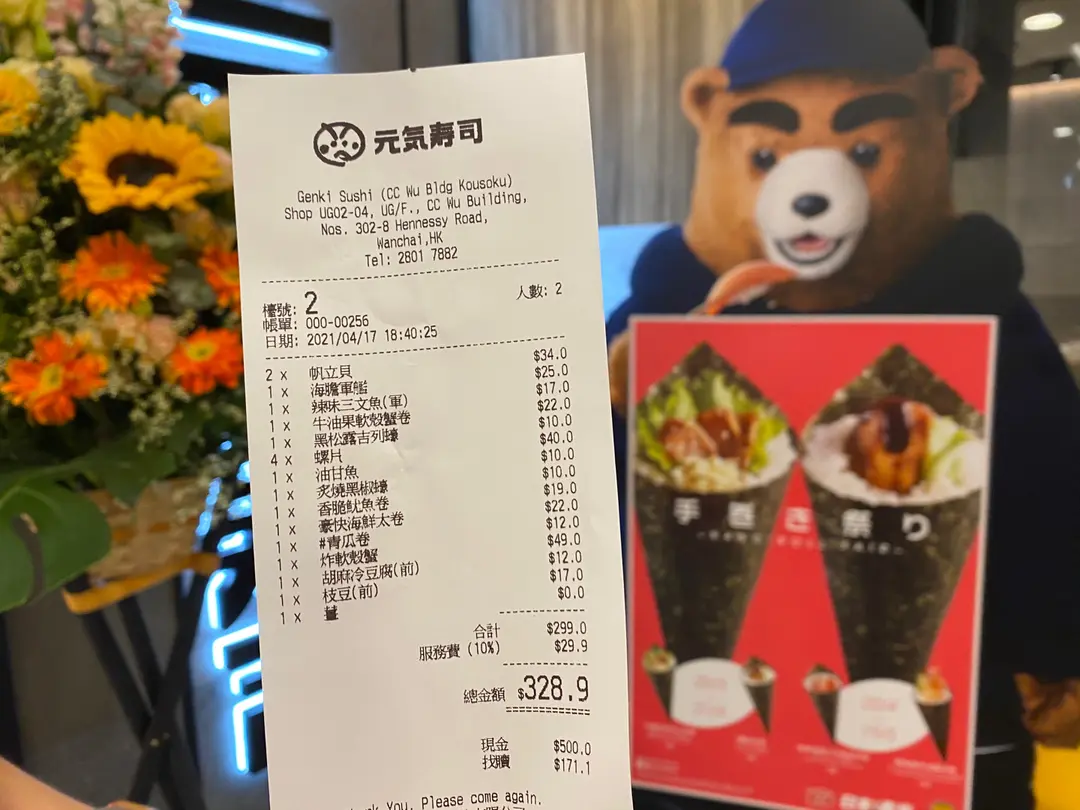 元気寿司
Genki Sushi (CC Wu Bldg Kousoku)
Shop UG02-04, UG/F., CC Wu Building,
Nos. 302-8 Hennessy Road,
Wanchai,HK
Tel: 2801 7882
檯號: 2 人數: 2
帳單: 000-00256
日期: 2021/04/17 18:40:25
2 x 帆立貝 $34.0
1 x 海膽軍艦 $25.0
1 x 辣味三文魚(軍) $17.0
1 x 牛油果軟殼蟹卷 $22.0
1 x 黑松露吉列蠔 $10.0
4 x 螺片 $40.0
1 x 油甘魚 $10.0
1 x 炙燒黑椒蠔 $10.0
1 x 香脆魷魚卷 $19.0
1 x 豪快海鮮太卷 $22.0
1 x #青瓜卷 $12.0
1 x 炸軟殼蟹 $49.0
1 x 胡麻冷豆腐(前) $12.0
1 x 枝豆(前) $17.0
1 x 薑 $0.0
合計 $299.0
服務費 (10%) $29.9
總金額 $328.9
現金 $500.0
找贖 $171.1
You, Please come again.
手巻き祭り